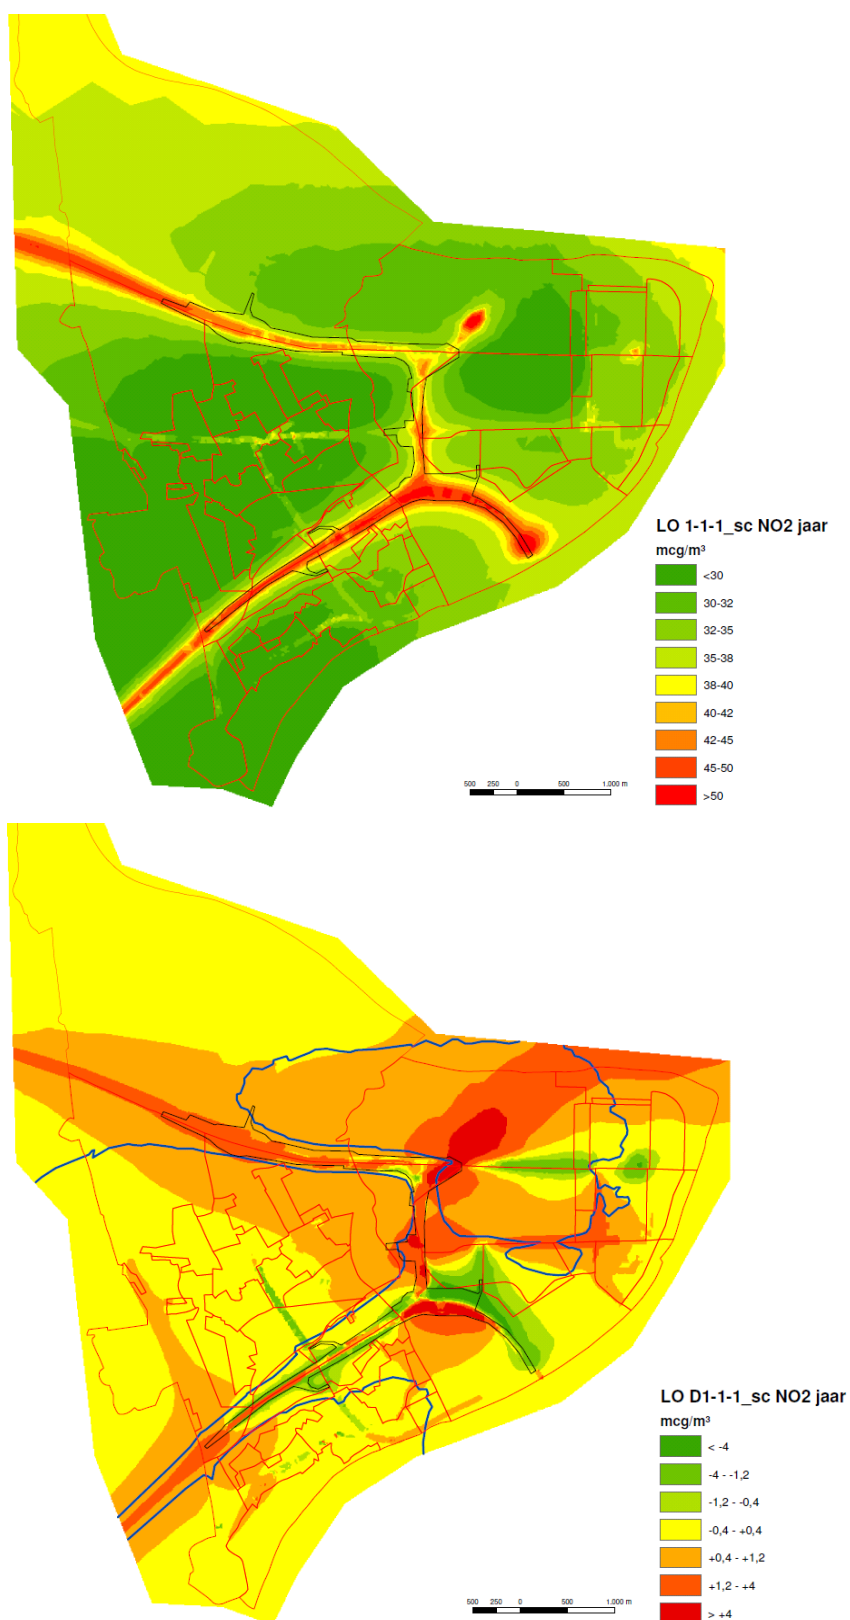 LO 1-1-1_sc NO2 jaar
mcg/m³
<30
30-32
32-35
35-38
38-40
40-42
42-45
45-50
>50
500 250 0 500 1.000 m
LO D1-1-1_sc NO2 jaar
mcg/m³
< -4
-4 - -1,2
-1,2 - -0,4
-0,4 - +0,4
+0,4 - +1,2
+1,2 - +4
> +4
500 250 0 500 1.000 m